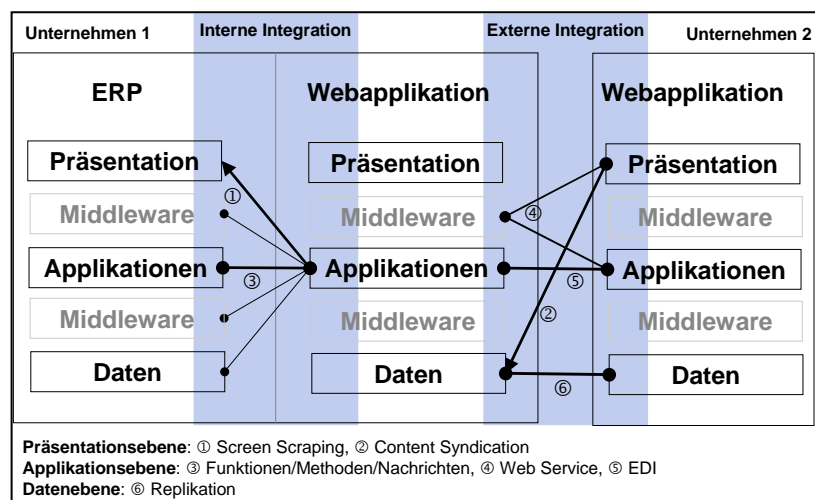 Unternehmen 1
Interne Integration
Externe Integration
Unternehmen 2
ERP
Webapplikation
Webapplikation
Präsentation
Präsentation
Präsentation
①
Middleware
Middleware
④
Middleware
Applikationen
③
Applikationen
⑤
Applikationen
Middleware
Middleware
②
Middleware
Daten
Daten
⑥
Daten
Präsentationsebene: ① Screen Scraping, ② Content Syndication
Applikationsebene: ③ Funktionen/Methoden/Nachrichten, ④ Web Service, ⑤ EDI
Datenebene: ⑥ Replikation